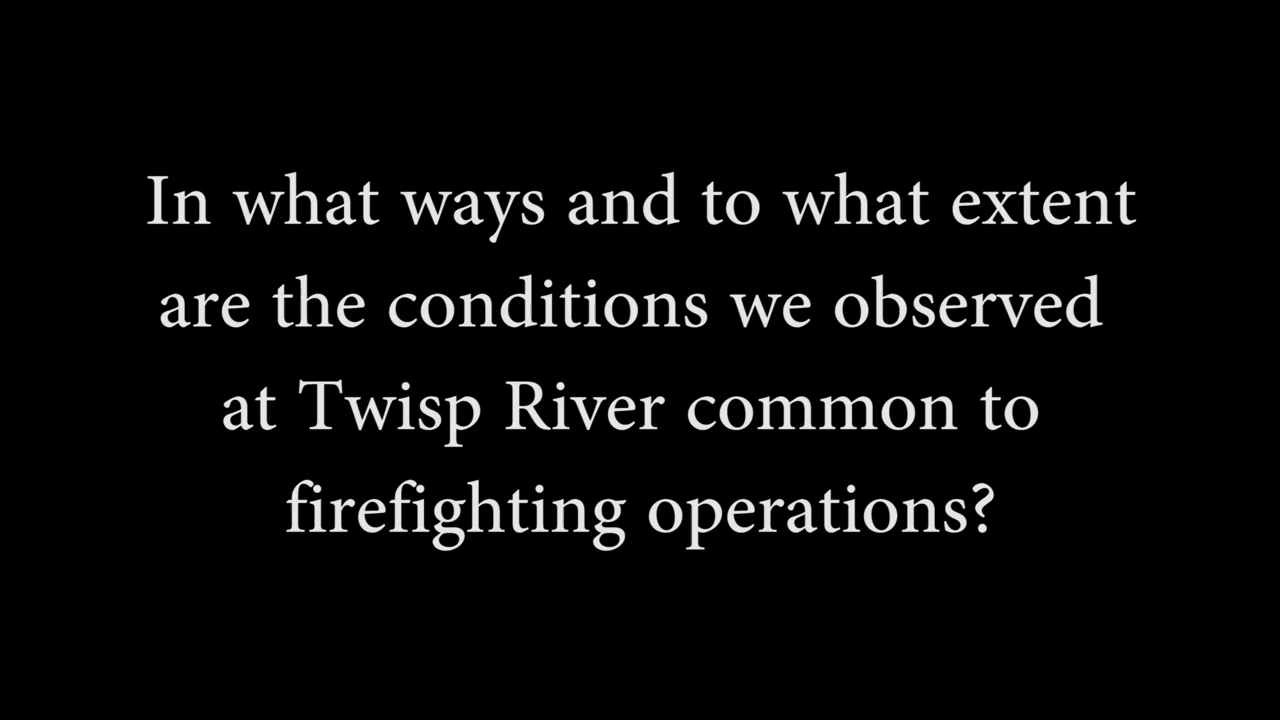 In what ways and to what extent
are the conditions we observed
at Twisp River common to
firefighting operations?